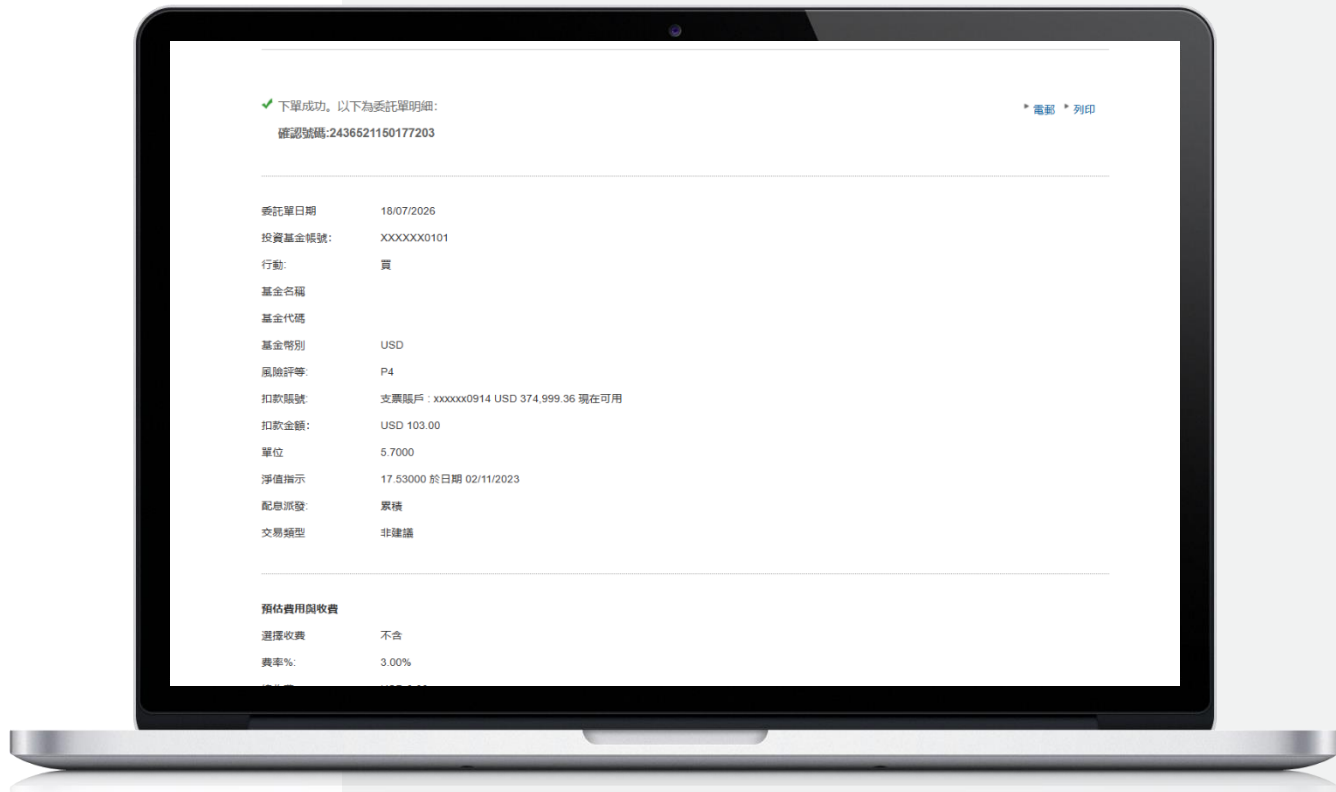 下單成功。以下為委託單明細：
電郵 列印
確認號碼:2436521150177203
委託單日期 18/07/2026
投資基金帳號： XXXXXX0101
行動: 買
基金名稱
基金代碼
基金幣別 USD
風險評等: P4
扣款賬號: 支票賬戶 : xxxxxx0914 USD 374,999.36 現在可用
扣款金額： USD 103.00
單位 5.7000
淨值指示 17.53000 於日期 02/11/2023
配息派發: 累積
交易類型 非建議
預估費用與收費
選擇收費 不含
費率%: 3.00%